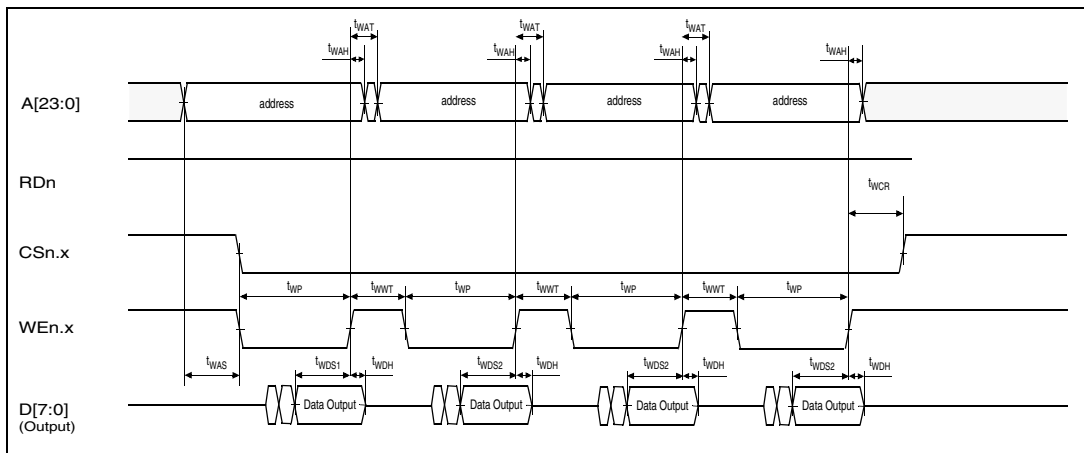 tWAT tWAT tWAT
tWAH tWAH tWAH tWAH
A[23:0] address address address address
RDn
tWCR
CSn.x
tWP tWWT tWP tWWT tWP tWWT tWP
WEn.x
tWAS tWDS1 tWDH tWDS2 tWDH tWDS2 tWDH tWDS2 tWDH
D[7:0] Data Output Data Output Data Output Data Output
(Output)